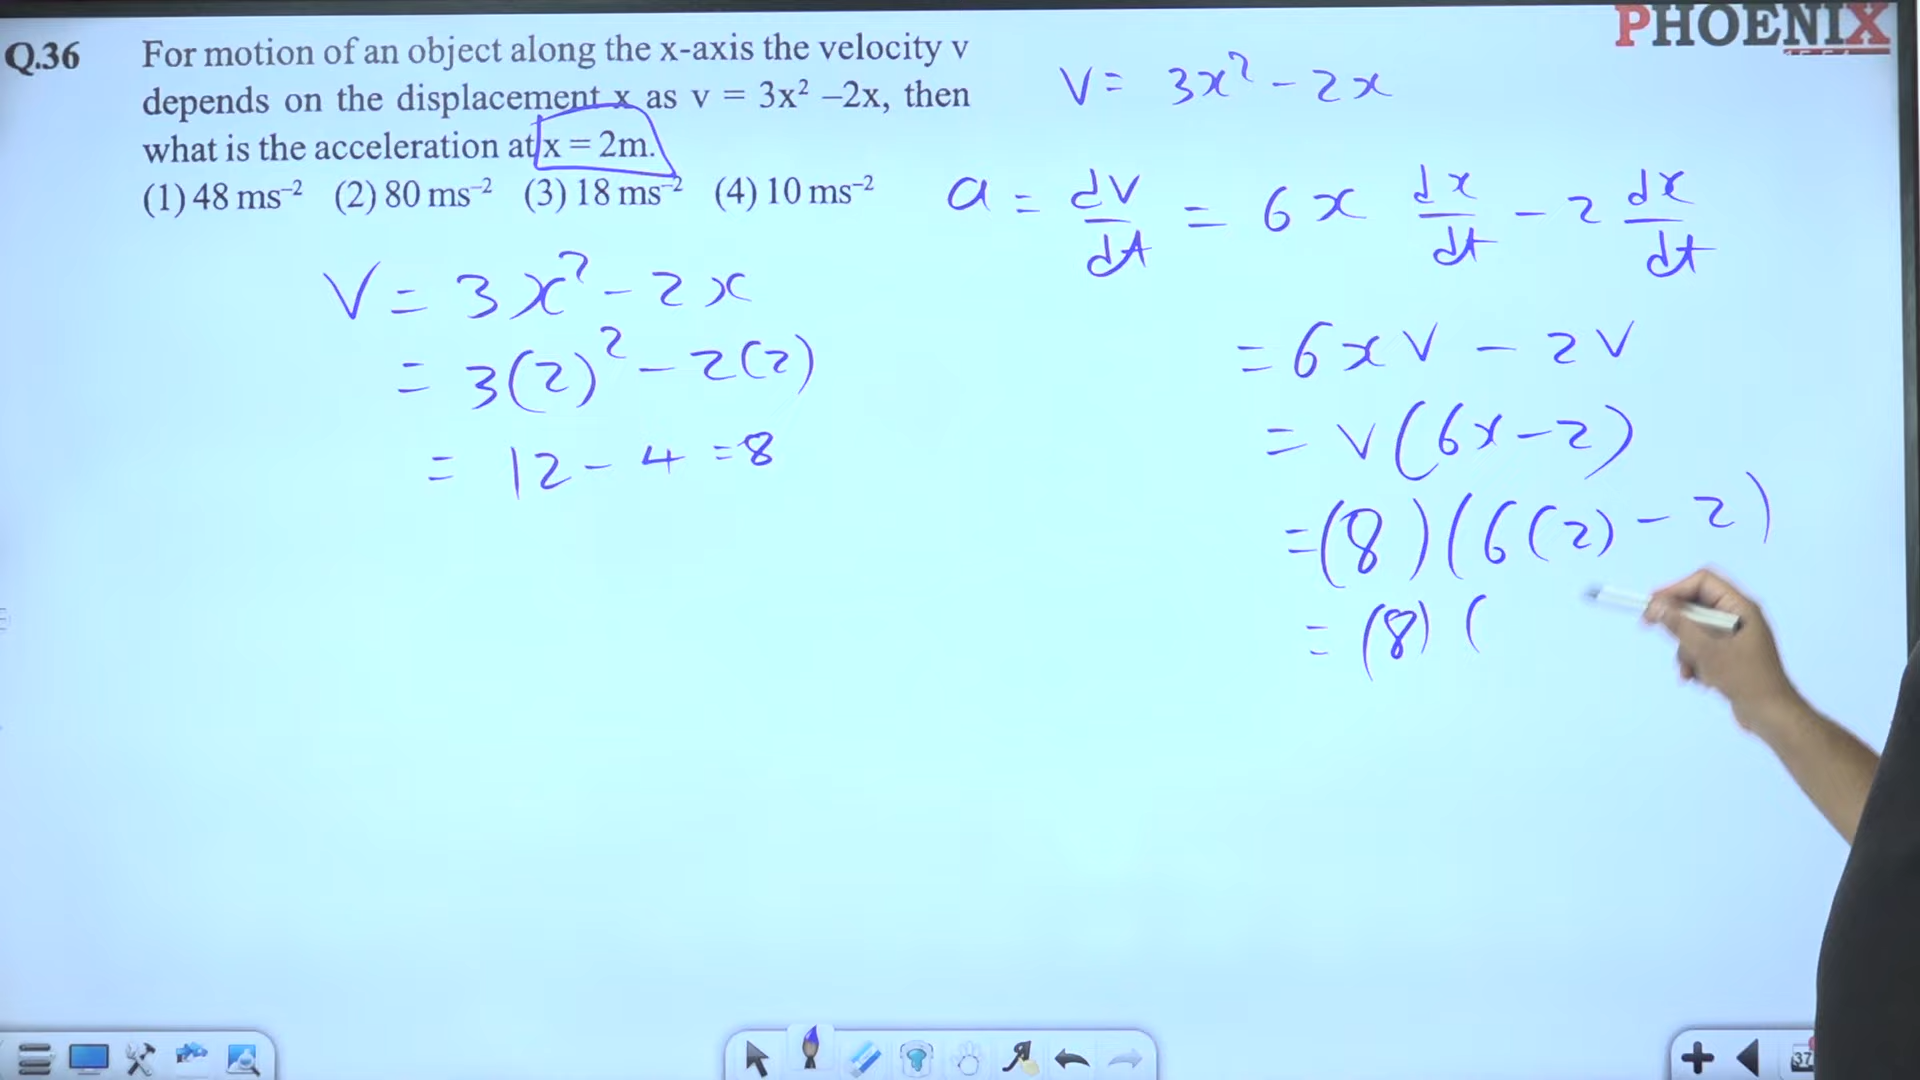 PHOENIX
Q.36 For motion of an object along the x-axis the velocity v
depends on the displacement x as v = 3x² –2x, then
what is the acceleration at x = 2m.
(1) 48 ms⁻² (2) 80 ms⁻² (3) 18 ms⁻² (4) 10 ms⁻²
V = 3x² - 2x
= 3(2)² - 2(2)
= 12 - 4 = 8
V = 3x² - 2x
a = dV/dt = 6x dx/dt - 2 dx/dt
= 6xV - 2V
= V(6x-2)
=(8)(6(2) - 2)
= (8) (
37